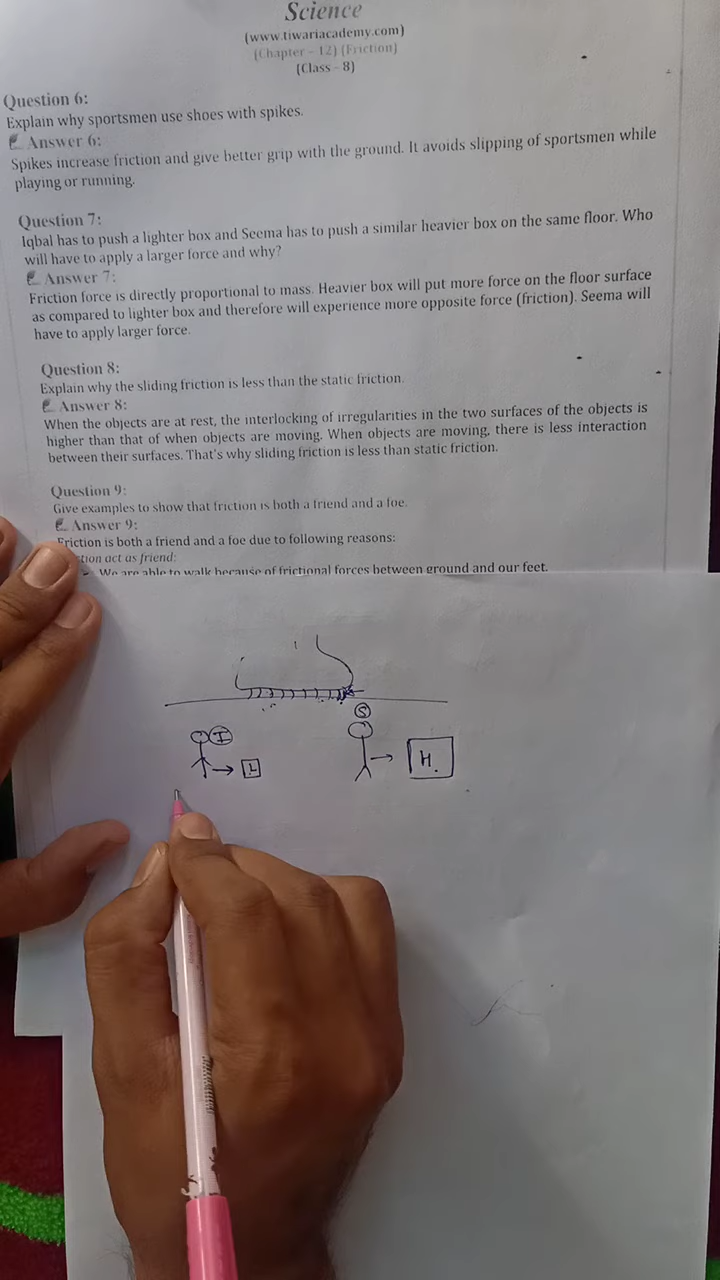 Science
(www.tiwariacademy.com)
(Chapter – 12) (Friction)
(Class – 8)
Question 6:
Explain why sportsmen use shoes with spikes.
Answer 6:
Spikes increase friction and give better grip with the ground. It avoids slipping of sportsmen while
playing or running.
Question 7:
Iqbal has to push a lighter box and Seema has to push a similar heavier box on the same floor. Who
will have to apply a larger force and why?
Answer 7:
Friction force is directly proportional to mass. Heavier box will put more force on the floor surface
as compared to lighter box and therefore will experience more opposite force (friction). Seema will
have to apply larger force.
Question 8:
Explain why the sliding friction is less than the static friction.
Answer 8:
When the objects are at rest, the interlocking of irregularities in the two surfaces of the objects is
higher than that of when objects are moving. When objects are moving, there is less interaction
between their surfaces. That's why sliding friction is less than static friction.
Question 9:
Give examples to show that friction is both a friend and a foe.
Answer 9:
Friction is both a friend and a foe due to following reasons:
act as friend:
We are able to walk because of frictional forces between ground and our feet.
S
I
L
H.